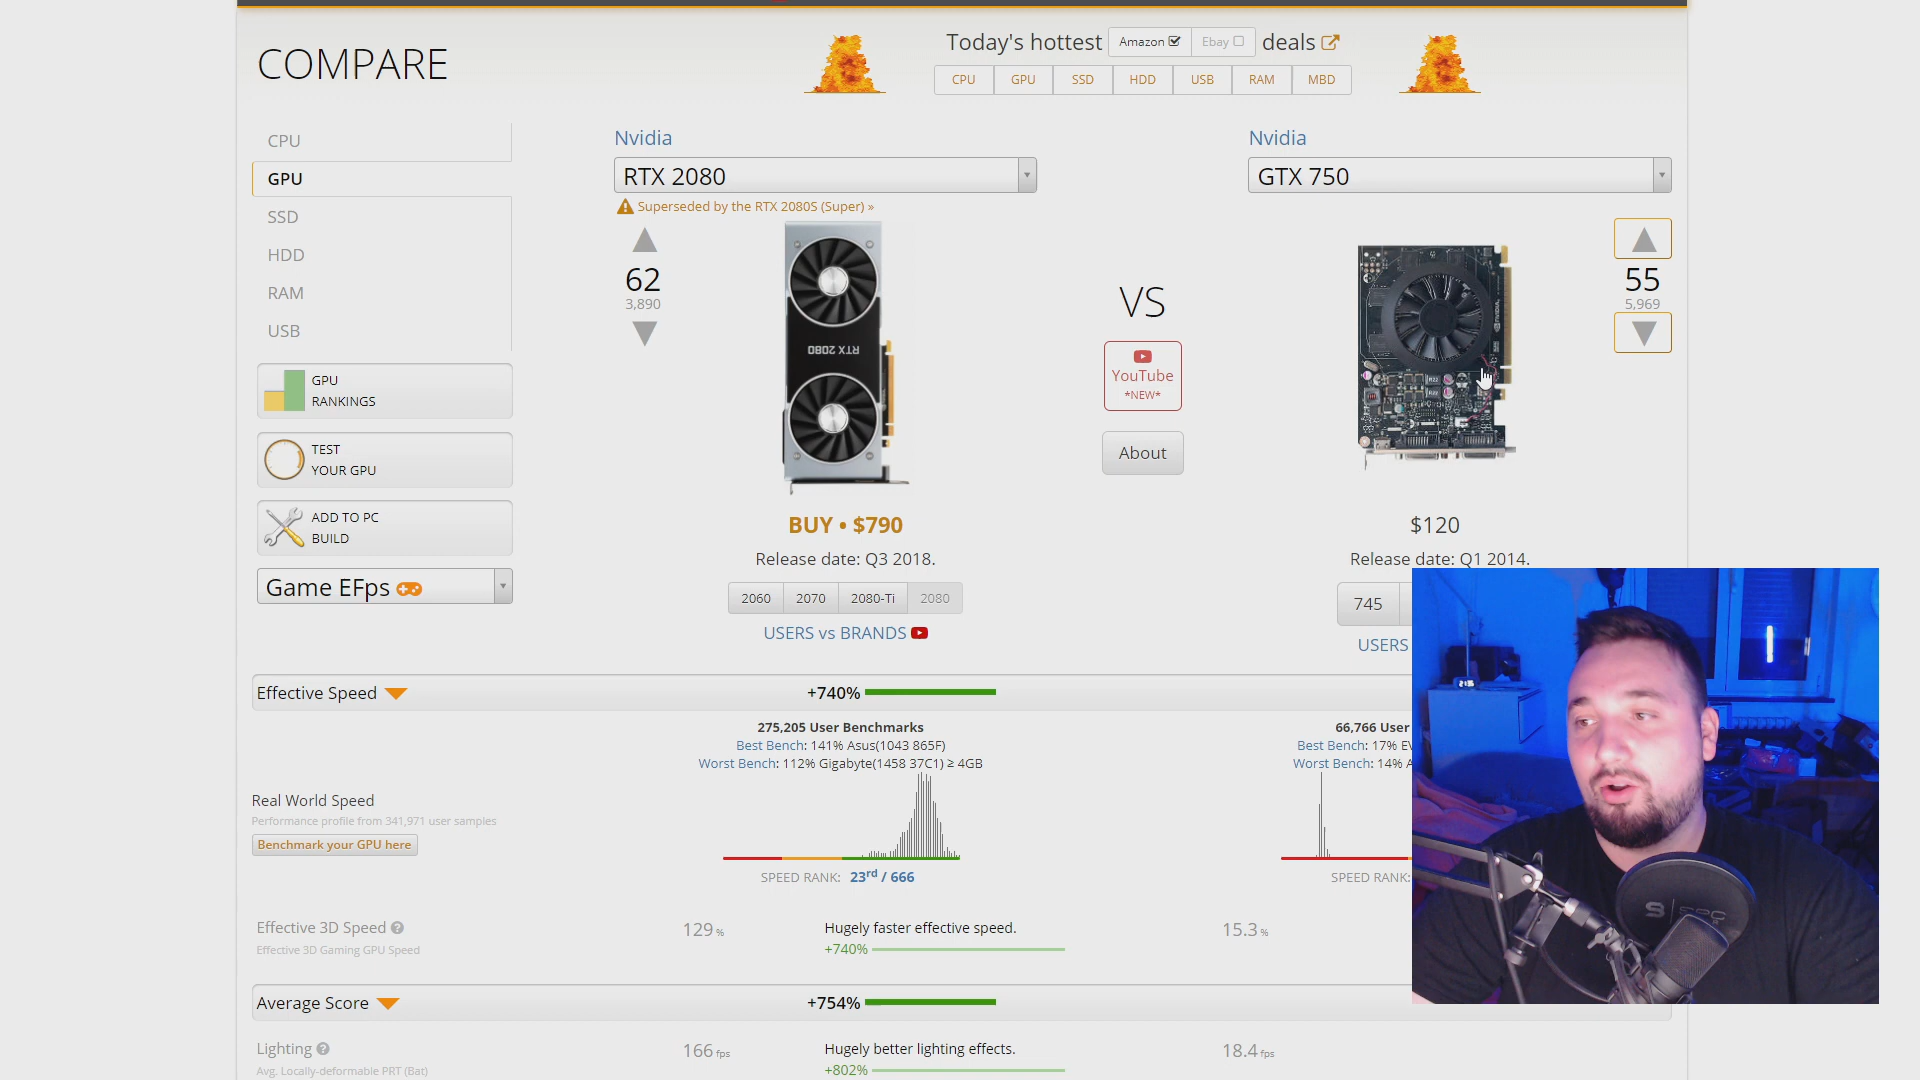 COMPARE
Today's hottest Amazon Ebay deals
CPU GPU SSD HDD USB RAM MBD
CPU
GPU
SSD
HDD
RAM
USB
GPU
RANKINGS
TEST
YOUR GPU
ADD TO PC
BUILD
Game EFps
Nvidia
RTX 2080
Superseded by the RTX 2080S (Super) »
62
3,890
RTX 2080
BUY • $790
Release date: Q3 2018.
2060 2070 2080-Ti 2080
USERS vs BRANDS
VS
YouTube
*NEW*
About
Nvidia
GTX 750
55
5,969
$120
Release date: Q1 2014.
745
USERS
Effective Speed +740%
275,205 User Benchmarks
Best Bench: 141% Asus(1043 865F)
Worst Bench: 112% Gigabyte(1458 37C1) ≥ 4GB
66,766 User
Best Bench: 17% EV
Worst Bench: 14% A
Real World Speed
Performance profile from 341,971 user samples
Benchmark your GPU here
SPEED RANK: 23rd / 666
SPEED RANK:
Effective 3D Speed
Effective 3D Gaming GPU Speed
129 %
Hugely faster effective speed.
+740%
15.3 %
Average Score +754%
Lighting
Avg. Locally-deformable PRT (Bat)
166 fps
Hugely better lighting effects.
+802%
18.4 fps